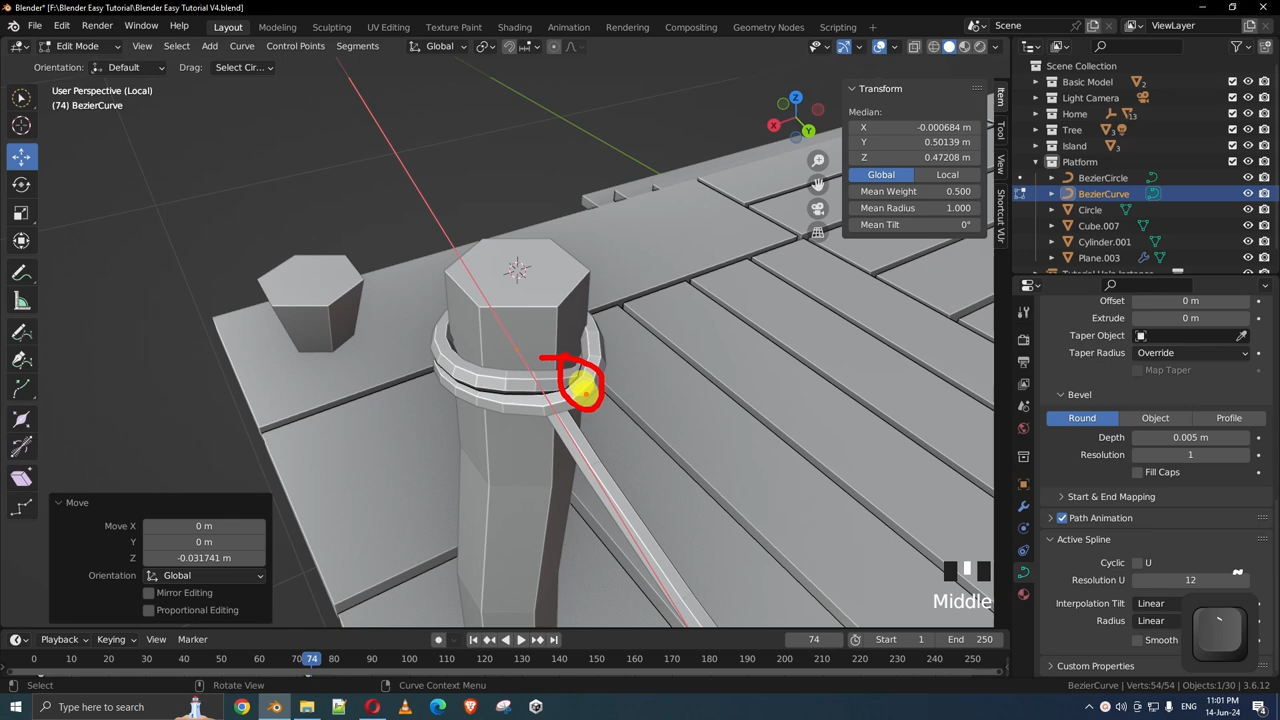 Blender* [F:\Blender Easy Tutorial\Blender Easy Tutorial V4.blend]
File Edit Render Window Help Layout Modeling Sculpting UV Editing Texture Paint Shading Animation Rendering Compositing Geometry Nodes Scripting Scene ViewLayer
Edit Mode View Select Add Curve Control Points Segments Global
Orientation: Default Drag: Select Cir...
User Perspective (Local)
(74) BezierCurve
Z
X
Y
Transform
Median:
X -0.000684 m
Y 0.50139 m
Z 0.47208 m
Global Local
Mean Weight 0.500
Mean Radius 1.000
Mean Tilt 0°
Item
Tool
View
Shortcut VUr
Scene Collection
Basic Model 2
Light Camera
Home 13
Tree 3
Island 3
Platform
BezierCircle
BezierCurve
Circle
Cube.007
Cylinder.001
Plane.003
Offset 0 m
Extrude 0 m
Taper Object
Taper Radius Override
Map Taper
Bevel
Round Object Profile
Depth 0.005 m
Resolution 1
Fill Caps
Start & End Mapping
Path Animation
Active Spline
Cyclic U
Resolution U 12
Interpolation Tilt Linear
Radius Linear
Smooth
Custom Properties
Move
Move X 0 m
Y 0 m
Z -0.031741 m
Orientation Global
Mirror Editing
Proportional Editing
Middle
Playback Keying View Marker 74 Start 1 End 250
0 10 20 30 40 50 60 70 74 80 90 100 110 120 130 140 150 160 170 180 190 200 210 220 230 240 250
Select Rotate View Curve Context Menu BezierCurve | Verts:54/54 | Objects:1/30 | 3.6.12
Type here to search
11:01 PM
14-Jun-24